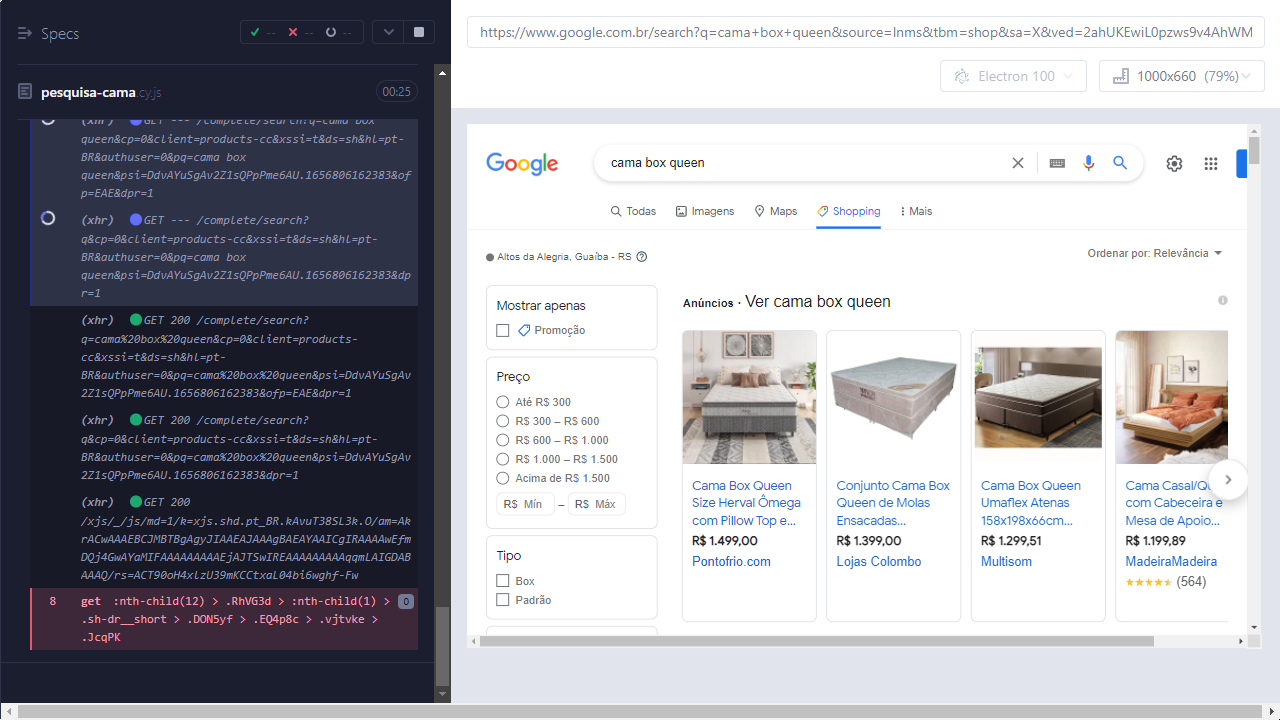 Specs
--
--
--
pesquisa-cama.cy.js
00:25
(xhr) GET --- /complete/search?q=cama box
queen&cp=0&client=products-cc&xssi=t&ds=sh&hl=pt-
BR&authuser=0&pq=cama box
queen&psi=DdvAYuSgAv2Z1sQPpPme6AU.1656806162383&of
p=EAE&dpr=1
(xhr) GET --- /complete/search?
q&cp=0&client=products-cc&xssi=t&ds=sh&hl=pt-
BR&authuser=0&pq=cama box
queen&psi=DdvAYuSgAv2Z1sQPpPme6AU.1656806162383&dp
r=1
(xhr) GET 200 /complete/search?
q=cama%20box%20queen&cp=0&client=products-
cc&xssi=t&ds=sh&hl=pt-
BR&authuser=0&pq=cama%20box%20queen&psi=DdvAYuSgAv
2Z1sQPpPme6AU.1656806162383&ofp=EAE&dpr=1
(xhr) GET 200 /complete/search?
q&cp=0&client=products-cc&xssi=t&ds=sh&hl=pt-
BR&authuser=0&pq=cama%20box%20queen&psi=DdvAYuSgAv
2Z1sQPpPme6AU.1656806162383&dpr=1
(xhr) GET 200
/xjs/_/js/md=1/k=xjs.shd.pt_BR.kAvuT38SL3k.O/am=Ak
rACwAAAEBCJMBTBgAgyJIAAEAJAAAgBAEAYAAICgIRAAAAwEfm
DQj4GwAYaMIFAAAAAAAAAEjAJTSwIREAAAAAAAAAqqmLAIGDAB
AAAQ/rs=ACT90oH4xlzU39mKCCtxaL04bi6wghf-Fw
8 get :nth-child(12) > .RhVG3d > :nth-child(1) > 0
.sh-dr__short > .DON5yf > .EQ4p8c > .vjtvke >
.JcqPK
https://www.google.com.br/search?q=cama+box+queen&source=lnms&tbm=shop&sa=X&ved=2ahUKEwiL0pzws9v4AhWM
Electron 100
1000x660 (79%)
Google
cama box queen
Todas
Imagens
Maps
Shopping
Mais
Altos da Alegria, Guaíba - RS
Ordenar por: Relevância
Mostrar apenas
Promoção
Preço
Até R$ 300
R$ 300 – R$ 600
R$ 600 – R$ 1.000
R$ 1.000 – R$ 1.500
Acima de R$ 1.500
R$ Mín – R$ Máx
Tipo
Box
Padrão
Anúncios · Ver cama box queen
Cama Box Queen
Size Herval Ômega
com Pillow Top e...
R$ 1.499,00
Pontofrio.com
Conjunto Cama Box
Queen de Molas
Ensacadas...
R$ 1.399,00
Lojas Colombo
Cama Box Queen
Umaflex Atenas
158x198x66cm...
R$ 1.299,51
Multisom
Cama Casal/Qu
com Cabeceira e
Mesa de Apoio...
R$ 1.199,89
MadeiraMadeira
(564)